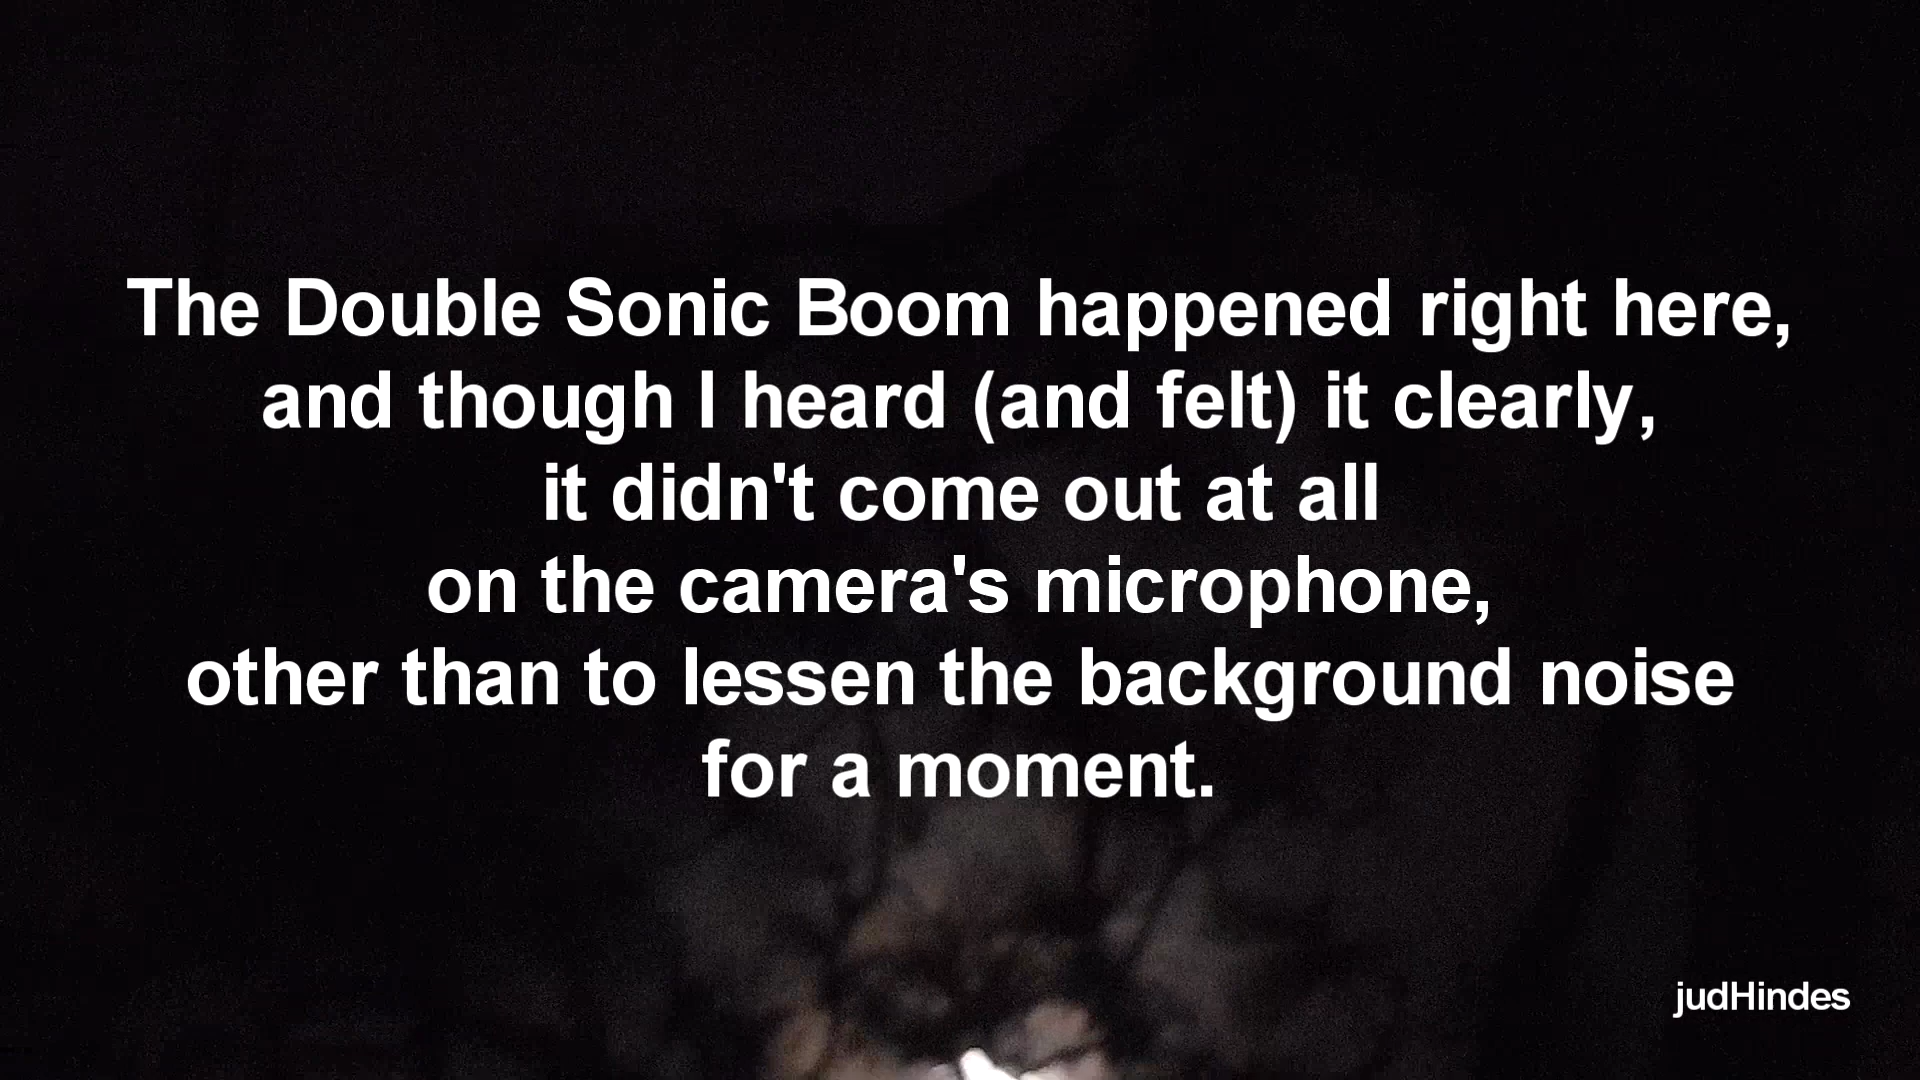 The Double Sonic Boom happened right here,
and though I heard (and felt) it clearly,
it didn't come out at all
on the camera's microphone,
other than to lessen the background noise
for a moment.
judHindes